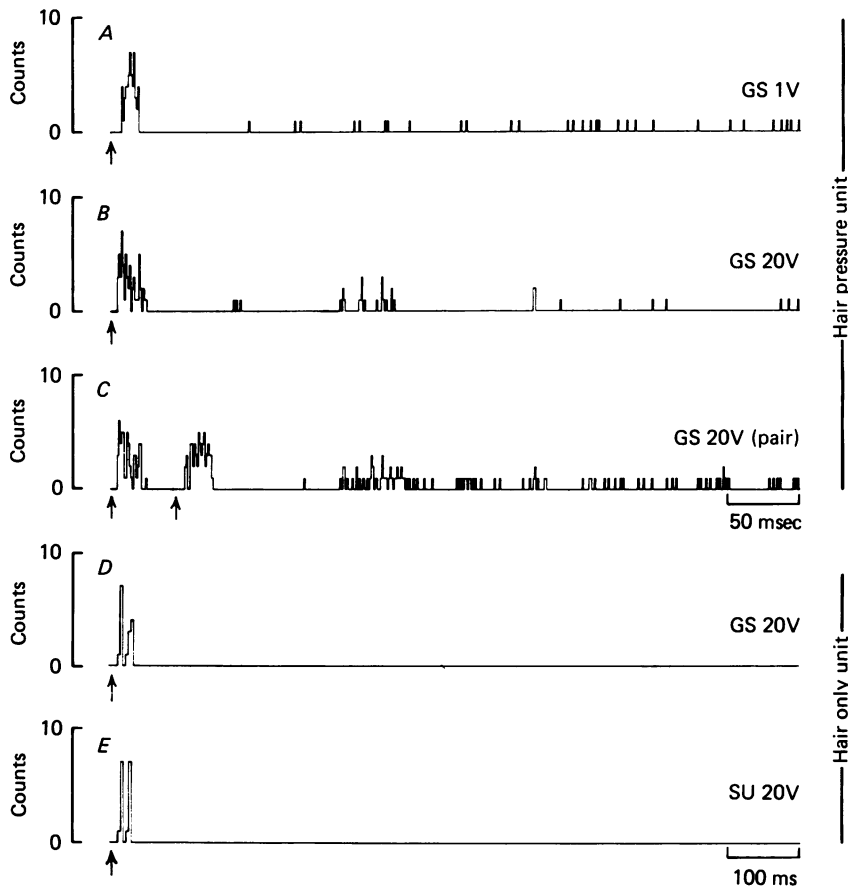 10
Counts
0
A
GS 1V
10
Counts
0
B
GS 20V
10
Counts
0
C
GS 20V (pair)
50 msec
Hair pressure unit
10
Counts
0
D
GS 20V
10
Counts
0
E
SU 20V
100 ms
Hair only unit